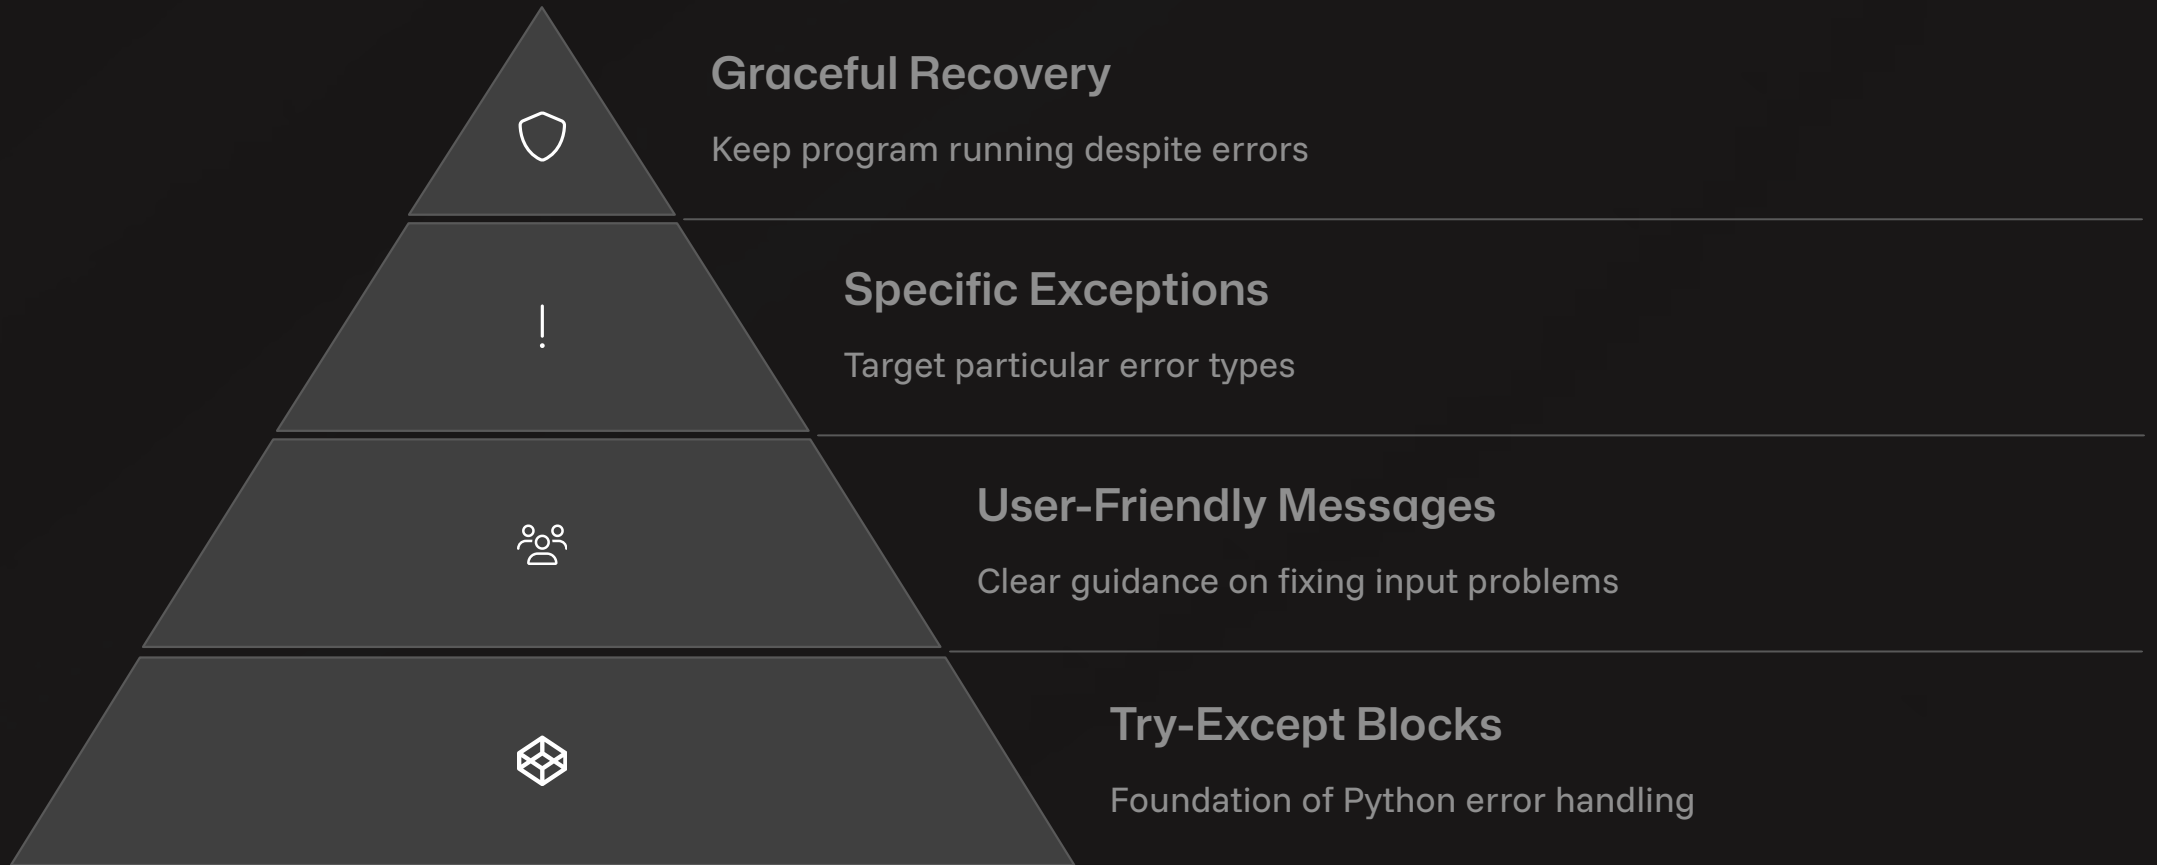 Graceful Recovery
Keep program running despite errors
Specific Exceptions
Target particular error types
User-Friendly Messages
Clear guidance on fixing input problems
Try-Except Blocks
Foundation of Python error handling